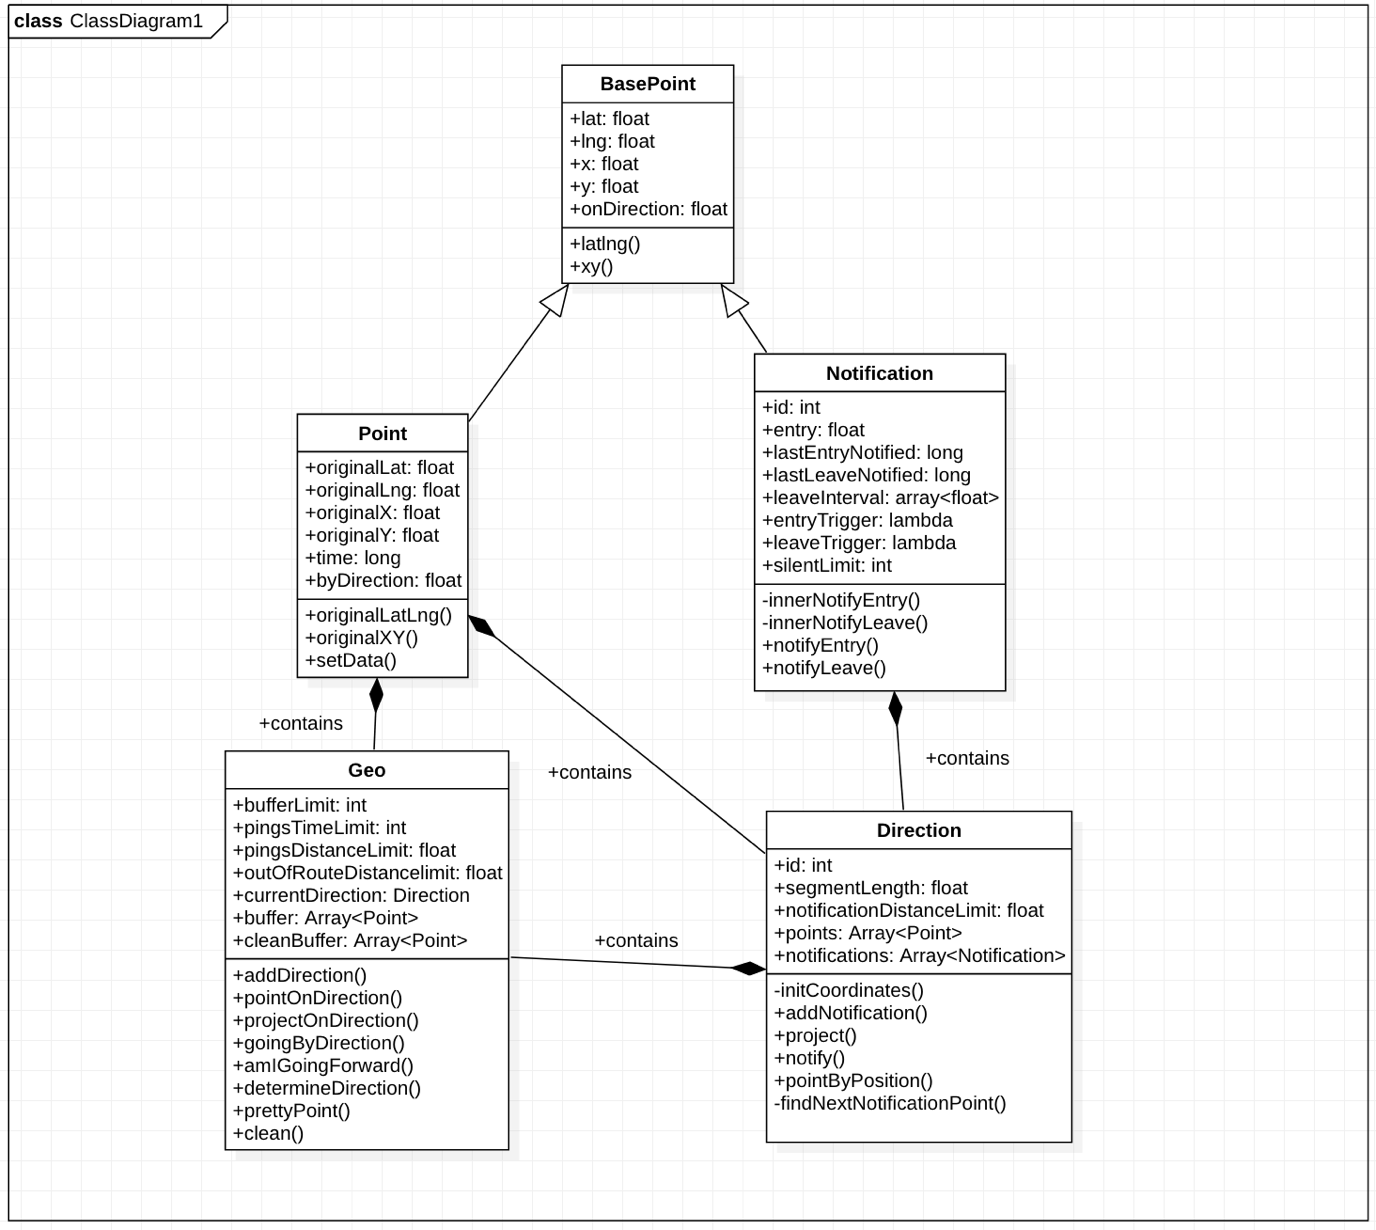 class ClassDiagram1
BasePoint
+lat: float
+lng: float
+x: float
+y: float
+onDirection: float
+latlng()
+xy()
Notification
+id: int
+entry: float
+lastEntryNotified: long
+lastLeaveNotified: long
+leaveInterval: array<float>
+entryTrigger: lambda
+leaveTrigger: lambda
+silentLimit: int
-innerNotifyEntry()
-innerNotifyLeave()
+notifyEntry()
+notifyLeave()
Point
+originalLat: float
+originalLng: float
+originalX: float
+originalY: float
+time: long
+byDirection: float
+originalLatLng()
+originalXY()
+setData()
+contains
+contains
+contains
+contains
Geo
+bufferLimit: int
+pingsTimeLimit: int
+pingsDistanceLimit: float
+outOfRouteDistancelimit: float
+currentDirection: Direction
+buffer: Array<Point>
+cleanBuffer: Array<Point>
+addDirection()
+pointOnDirection()
+projectOnDirection()
+goingByDirection()
+amIGoingForward()
+determineDirection()
+prettyPoint()
+clean()
Direction
+id: int
+segmentLength: float
+notificationDistanceLimit: float
+points: Array<Point>
+notifications: Array<Notification>
-initCoordinates()
+addNotification()
+project()
+notify()
+pointByPosition()
-findNextNotificationPoint()